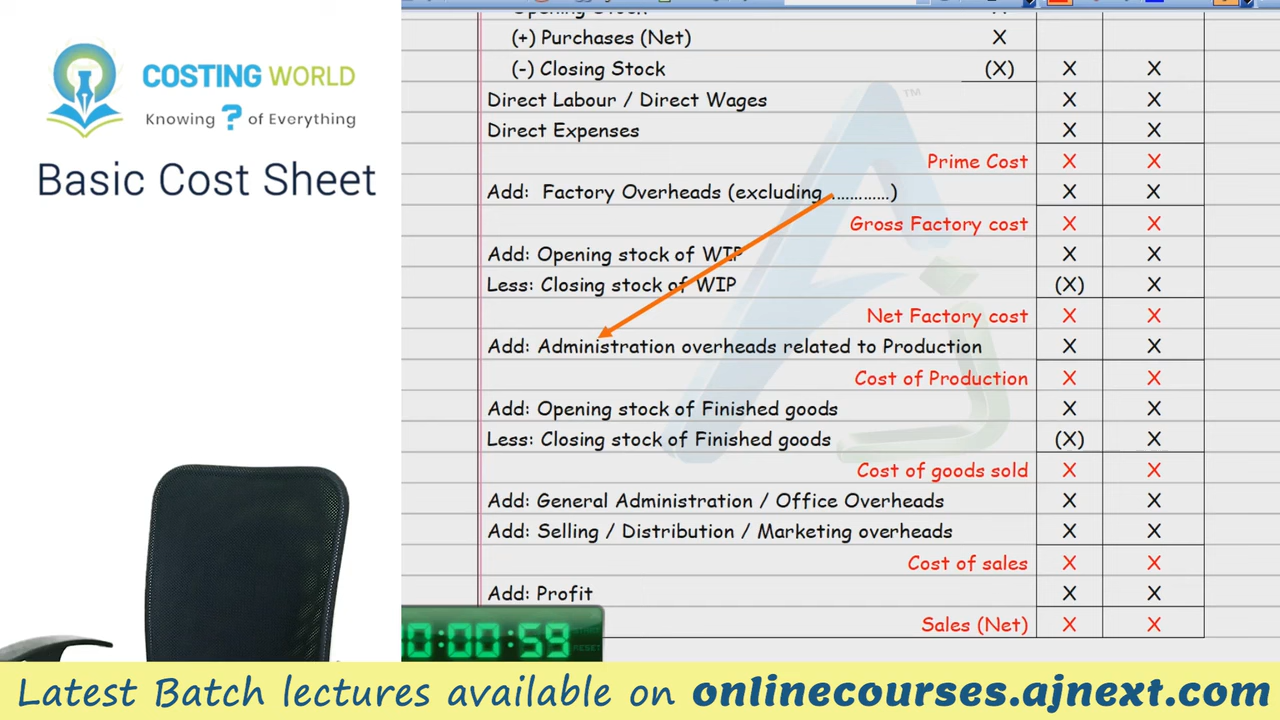 COSTING WORLD
Knowing ? of Everything
Basic Cost Sheet
Opening Stock X
(+) Purchases (Net) X
(-) Closing Stock (X) X X
Direct Labour / Direct Wages X X
Direct Expenses X X
Prime Cost X X
Add: Factory Overheads (excluding ............) X X
Gross Factory cost X X
Add: Opening stock of WIP X X
Less: Closing stock of WIP (X) X
Net Factory cost X X
Add: Administration overheads related to Production X X
Cost of Production X X
Add: Opening stock of Finished goods X X
Less: Closing stock of Finished goods (X) X
Cost of goods sold X X
Add: General Administration / Office Overheads X X
Add: Selling / Distribution / Marketing overheads X X
Cost of sales X X
Add: Profit X X
Sales (Net) X X
0:00:59
RESET
TM
Latest Batch lectures available on onlinecourses.ajnext.com